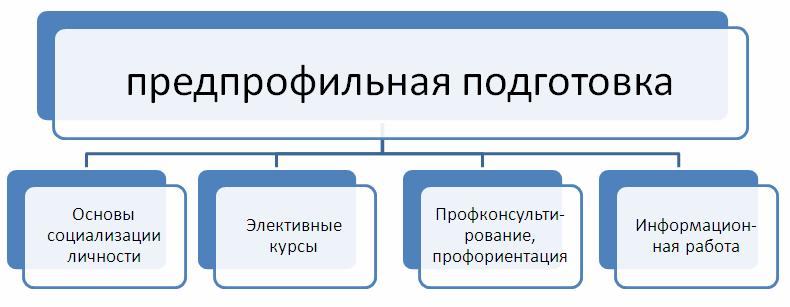 предпрофильная подготовка
Основы
социализации
личности
Элективные
курсы
Профконсульти-
рование,
профориентация
Информацион-
ная работа